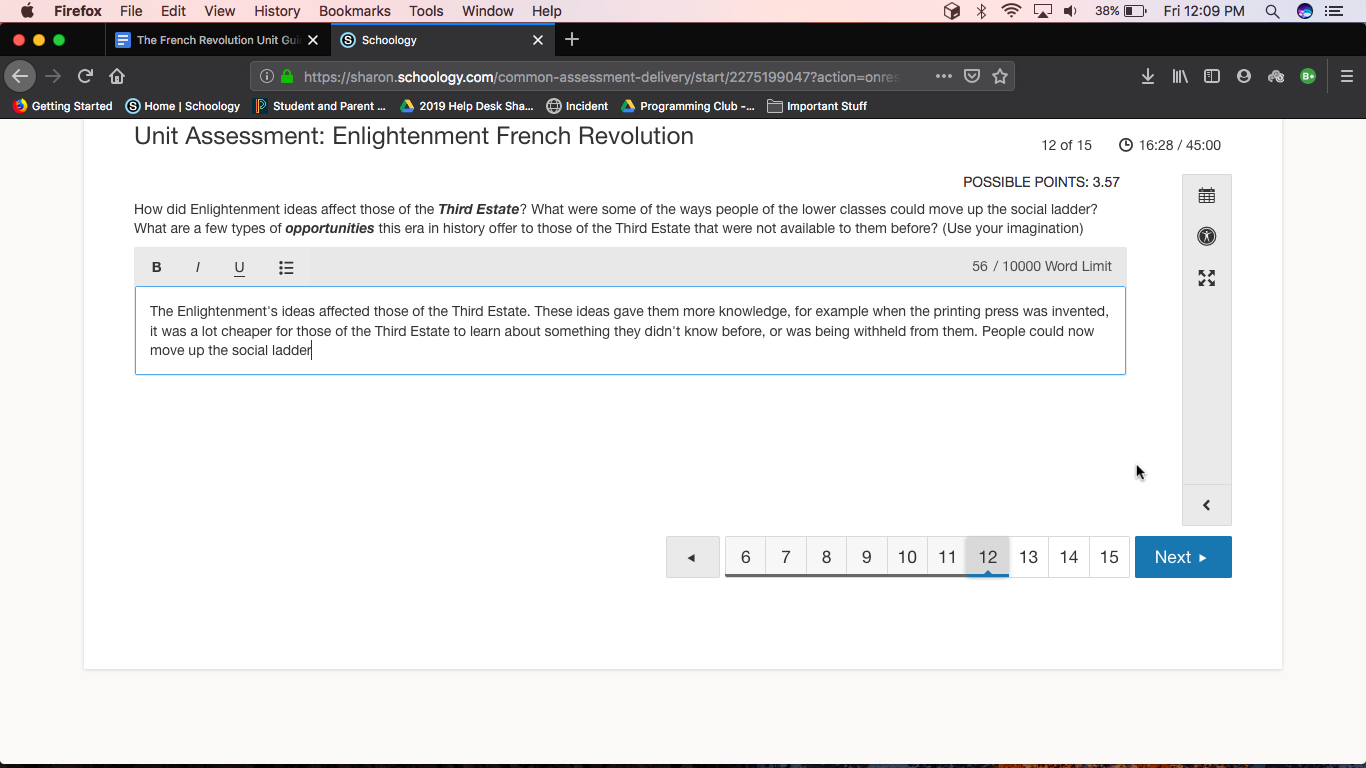 Firefox File Edit View History Bookmarks Tools Window Help 38% Fri 12:09 PM
The French Revolution Unit Gui Schoology
https://sharon.schoology.com/common-assessment-delivery/start/2275199047?action=onres
Getting Started Home | Schoology Student and Parent ... 2019 Help Desk Sha... Incident Programming Club -... Important Stuff
Unit Assessment: Enlightenment French Revolution
12 of 15 16:28 / 45:00
POSSIBLE POINTS: 3.57
How did Enlightenment ideas affect those of the Third Estate? What were some of the ways people of the lower classes could move up the social ladder?
What are a few types of opportunities this era in history offer to those of the Third Estate that were not available to them before? (Use your imagination)
B I U 56 / 10000 Word Limit
The Enlightenment's ideas affected those of the Third Estate. These ideas gave them more knowledge, for example when the printing press was invented,
it was a lot cheaper for those of the Third Estate to learn about something they didn't know before, or was being withheld from them. People could now
move up the social ladder
6 7 8 9 10 11 12 13 14 15 Next